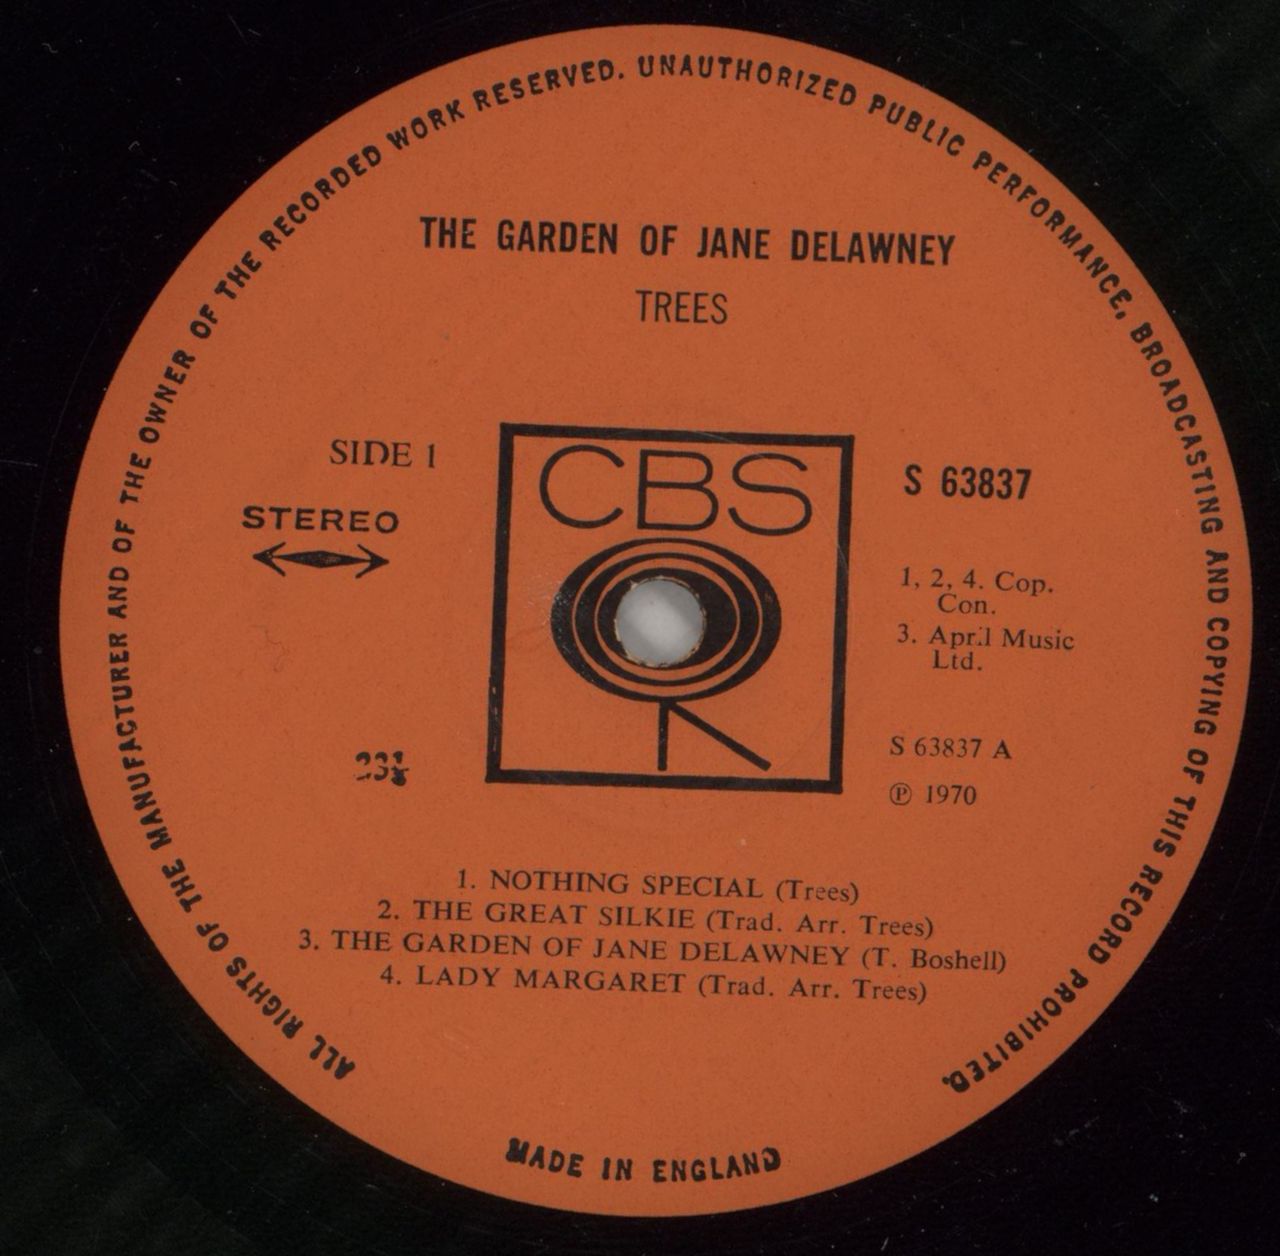 ALL RIGHTS OF THE MANUFACTURER AND OF THE OWNER OF THE RECORDED WORK RESERVED. UNAUTHORIZED PUBLIC PERFORMANCE, BROADCASTING AND COPYING OF THIS RECORD PROHIBITED.
THE GARDEN OF JANE DELAWNEY
TREES
SIDE 1
STEREO
CBS
S 63837
1, 2, 4. Cop.
Con.
3. April Music
Ltd.
S 63837 A
℗ 1970
1. NOTHING SPECIAL (Trees)
2. THE GREAT SILKIE (Trad. Arr. Trees)
3. THE GARDEN OF JANE DELAWNEY (T. Boshell)
4. LADY MARGARET (Trad. Arr. Trees)
MADE IN ENGLAND